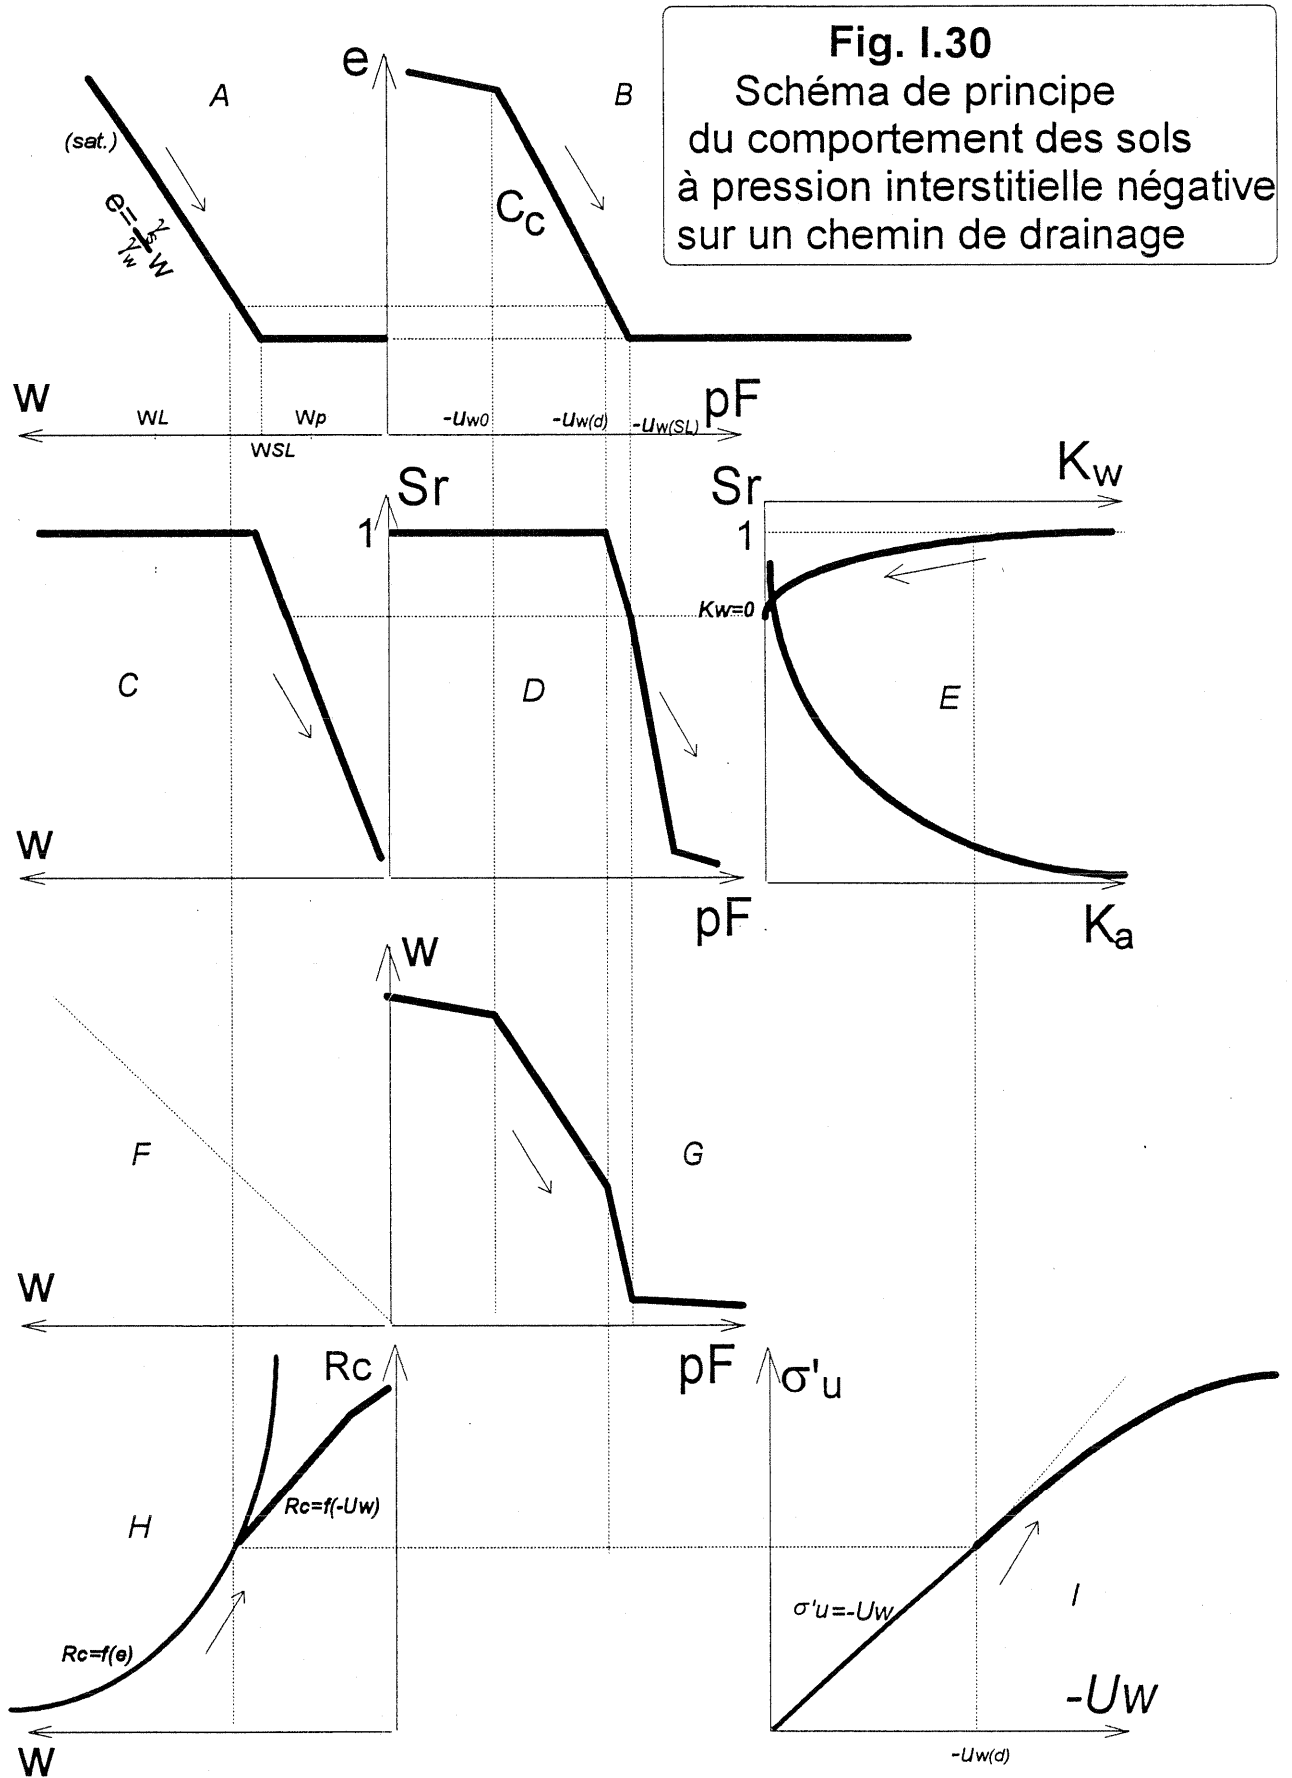 Fig. I.30
Schéma de principe
du comportement des sols
à pression interstitielle négative
sur un chemin de drainage
e
A
B
(sat.)
e=γs/γw w
Cc
w
wL
wSL
wp
-uw0
-uw(d)
-uw(SL)
pF
Sr
1
C
D
w
pF
Sr
1
Kw
Kw=0
E
Ka
w
F
G
w
pF
Rc
H
Rc=f(-Uw)
Rc=f(e)
w
σ'u
σ'u=-Uw
I
-Uw
-uw(d)